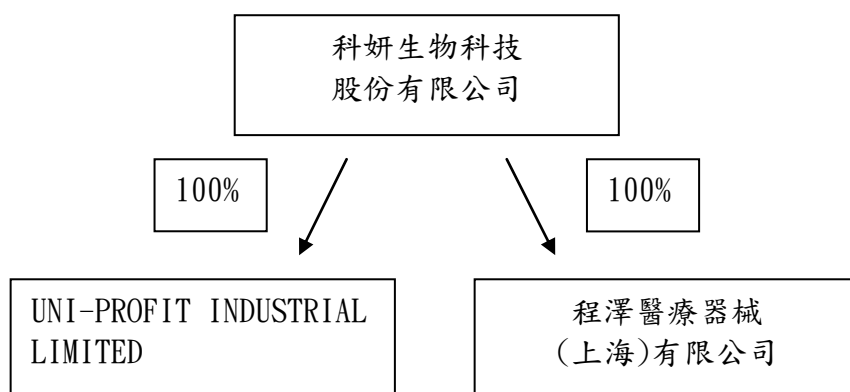 科妍生物科技
股份有限公司
100%
100%
UNI-PROFIT INDUSTRIAL
LIMITED
程澤醫療器械
(上海)有限公司